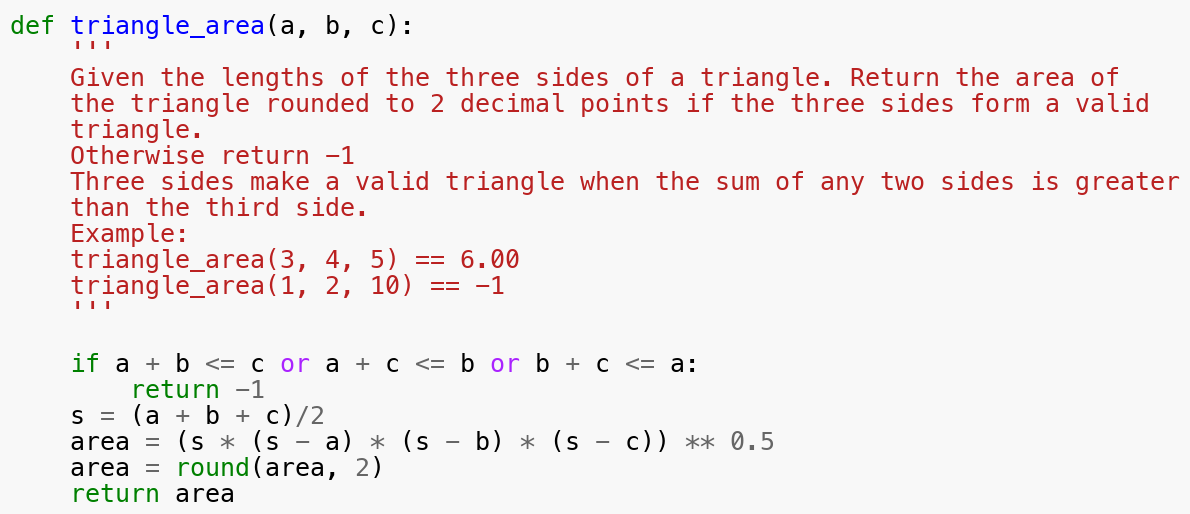 def triangle_area(a, b, c):
    '''
    Given the lengths of the three sides of a triangle. Return the area of
    the triangle rounded to 2 decimal points if the three sides form a valid
    triangle.
    Otherwise return -1
    Three sides make a valid triangle when the sum of any two sides is greater
    than the third side.
    Example:
    triangle_area(3, 4, 5) == 6.00
    triangle_area(1, 2, 10) == -1
    '''

    if a + b <= c or a + c <= b or b + c <= a:
        return -1
    s = (a + b + c)/2
    area = (s * (s - a) * (s - b) * (s - c)) ** 0.5
    area = round(area, 2)
    return area